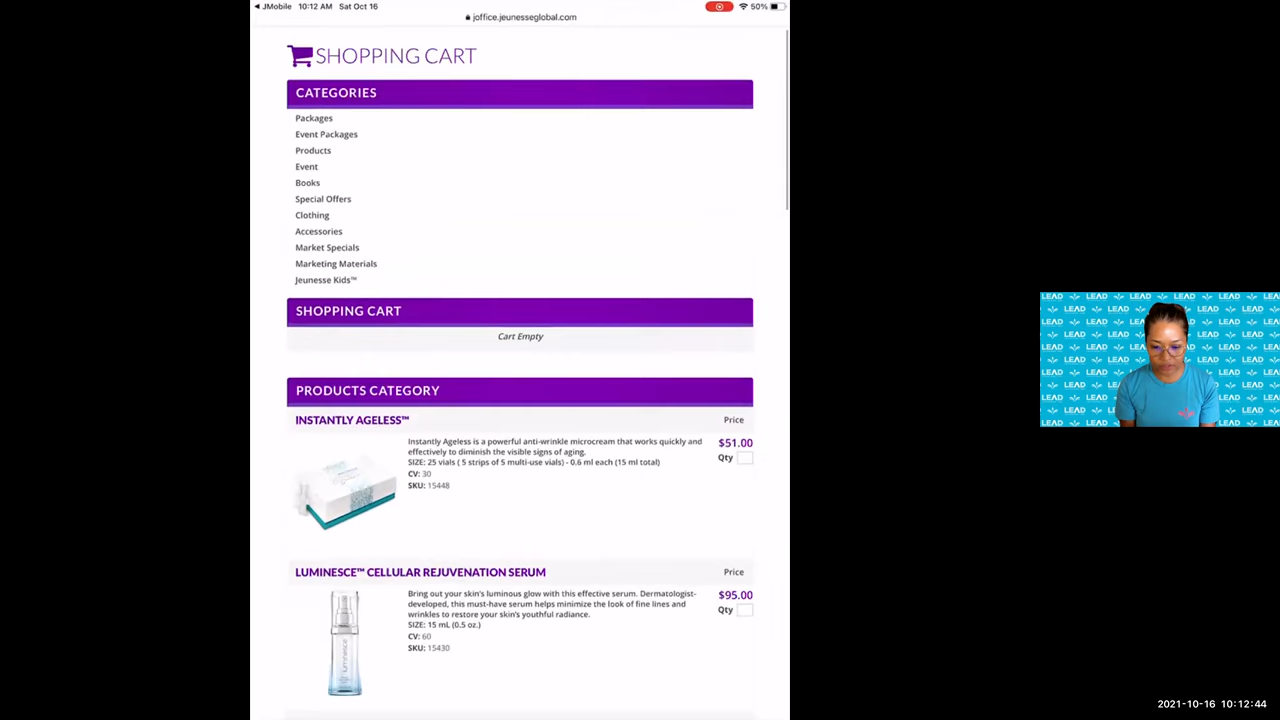 JMobile 10:12 AM Sat Oct 16
50%
joffice.jeunesseglobal.com
SHOPPING CART
CATEGORIES
Packages
Event Packages
Products
Event
Books
Special Offers
Clothing
Accessories
Market Specials
Marketing Materials
Jeunesse Kids™
SHOPPING CART
Cart Empty
PRODUCTS CATEGORY
INSTANTLY AGELESS™ Price
Instantly Ageless is a powerful anti-wrinkle microcream that works quickly and $51.00
effectively to diminish the visible signs of aging. Qty
SIZE: 25 vials ( 5 strips of 5 multi-use vials) - 0.6 ml each (15 ml total)
CV: 30
SKU: 15448
LUMINESCE™ CELLULAR REJUVENATION SERUM Price
Bring out your skin's luminous glow with this effective serum. Dermatologist- $95.00
developed, this must-have serum helps minimize the look of fine lines and Qty
wrinkles to restore your skin's youthful radiance.
SIZE: 15 mL (0.5 oz.)
CV: 60
SKU: 15430
luminesce
LEAD LEAD LEAD LEAD LEAD
2021-10-16 10:12:44